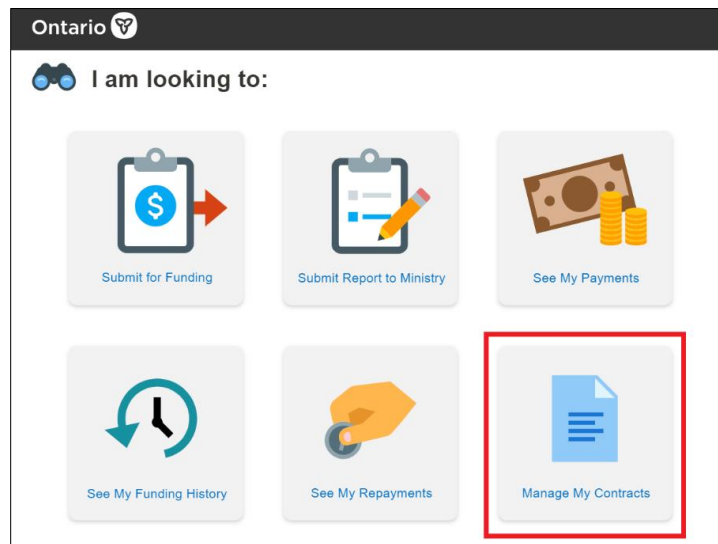 Ontario
I am looking to:
$
Submit for Funding
Submit Report to Ministry
See My Payments
See My Funding History
See My Repayments
Manage My Contracts